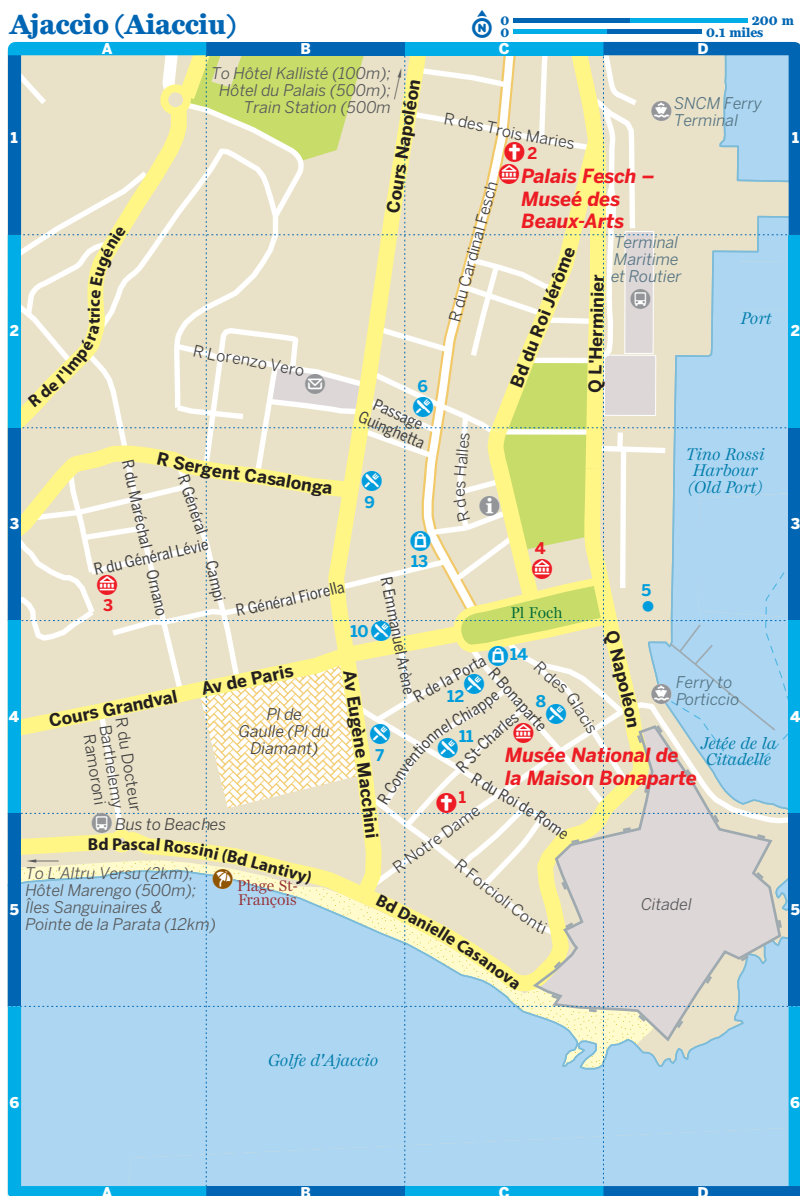 Ajaccio (Aiacciu)
N
0 200 m
0 0.1 miles
A B C D
1
To Hôtel Kallisté (100m);
Hôtel du Palais (500m);
Train Station (500m
Cours Napoléon
R des Trois Maries
SNCM Ferry
Terminal
2
Palais Fesch –
Museé des
Beaux-Arts
1
R de l'Impératrice Eugénie
R du Cardinal Fesch
Bd du Roi Jérôme
Q L'Herminier
Terminal
Maritime
et Routier
Port
2
2
R Lorenzo Vero
6
Passage
Guinghetta
R Sergent Casalonga
9
R des Halles
Tino Rossi
Harbour
(Old Port)
3
3
R du Maréchal Ornano
R Général Campi
R du Général Lévie
3
R Général Fiorella
13
4
5
Pl Foch
10
R Emmanuel Arène
14
Q Napoléon
Cours Grandval
Av de Paris
Av Eugène Macchini
Pl de
Gaulle (Pl du
Diamant)
7
R de la Porta
12
R Bonaparte
8
R des Glacis
Ferry to
Porticcio
4
4
R Conventionnel Chiappe
11
R St-Charles
Musée National de
la Maison Bonaparte
Jetée de la
Citadelle
R du Docteur
Barthelemy
Ramoroni
1
R du Roi de Rome
Bus to Beaches
R Notre Dame
Bd Pascal Rossini (Bd Lantivy)
To L'Altru Versu (2km);
Hôtel Marengo (500m);
Îles Sanguinaires &
Pointe de la Parata (12km)
Plage St-
François
R Forcioli Conti
Bd Danielle Casanova
Citadel
5
5
Golfe d'Ajaccio
6
6
A B C D